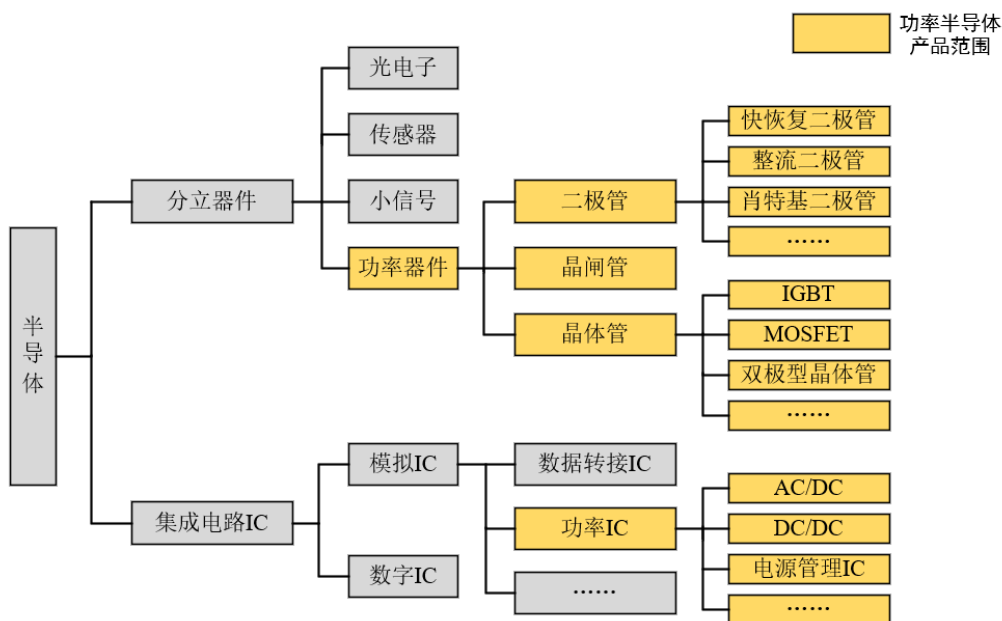 功率半导体
产品范围
光电子
传感器
分立器件
小信号
功率器件
二极管
晶闸管
晶体管
快恢复二极管
整流二极管
肖特基二极管
……
IGBT
MOSFET
双极型晶体管
……
半
导
体
集成电路IC
模拟IC
数字IC
数据转接IC
功率IC
……
AC/DC
DC/DC
电源管理IC
……